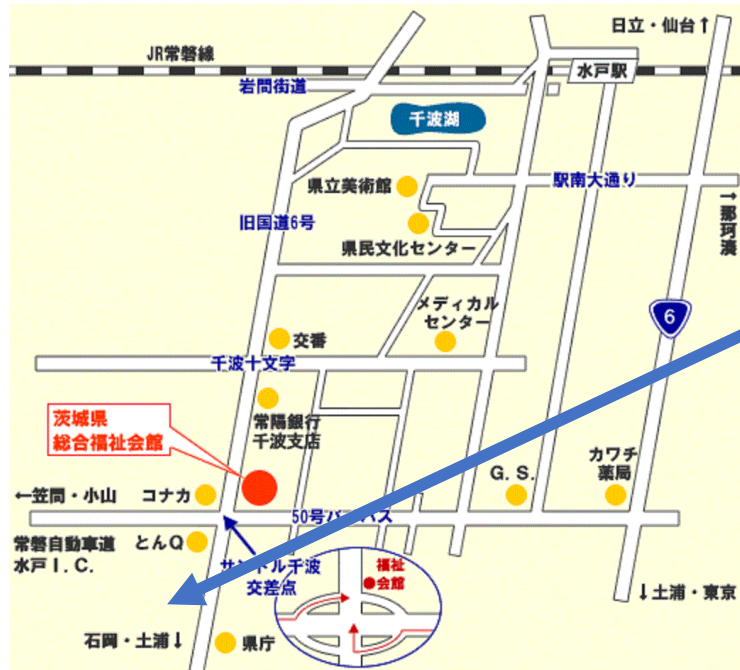 日立・仙台↑
JR常磐線
水戸駅
岩間街道
千波湖
県立美術館
駅南大通り
→那珂湊
旧国道6号
県民文化センター
メディカル
センター
6
交番
千波十文字
茨城県
総合福祉会館
常陽銀行
千波支店
カワチ
薬局
G.S.
←笠間・小山
コナカ
50号バイパス
常磐自動車道
水戸I.C.
とんQ
サントル千波
交差点
福祉
会館
↓土浦・東京
石岡・土浦↓
県庁